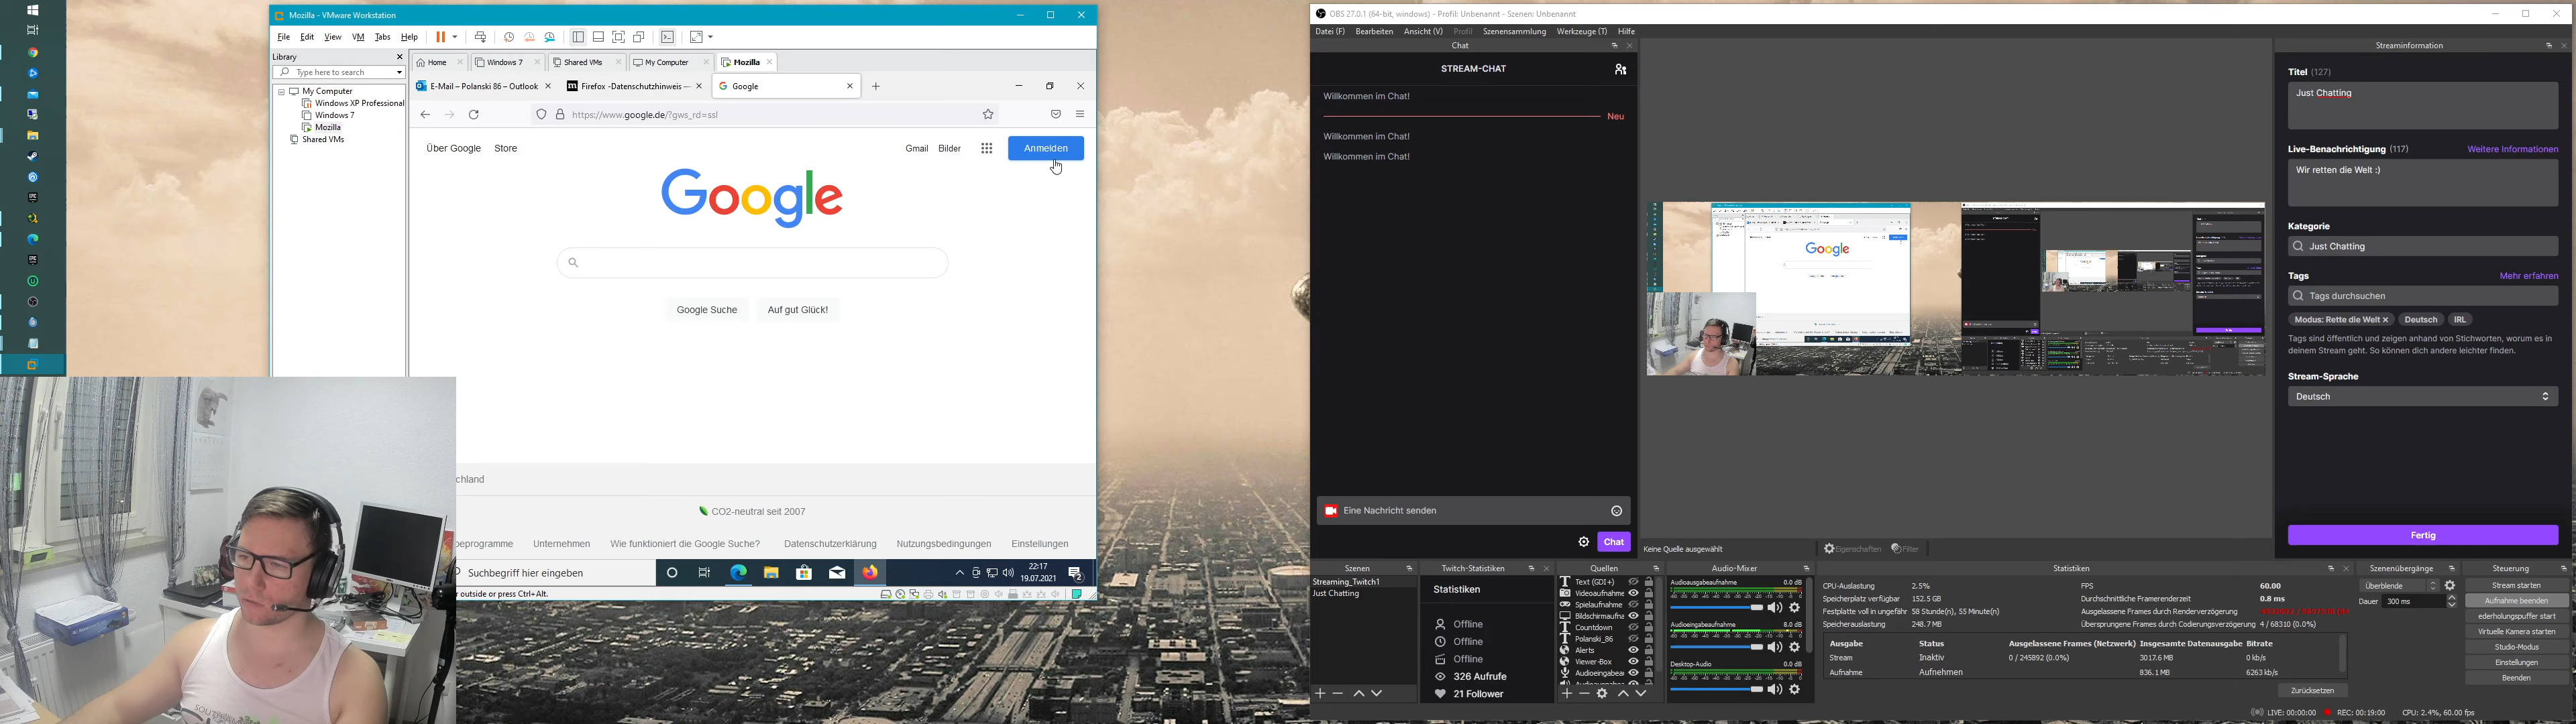 Mozilla - VMware Workstation
File Edit View VM Tabs Help
Library
Type here to search
My Computer
Windows XP Professional
Windows 7
Mozilla
Shared VMs
Home Windows 7 Shared VMs My Computer Mozilla
E-Mail – Polanski 86 – Outlook
Firefox -Datenschutzhinweis —
Google
https://www.google.de/?gws_rd=ssl
Über Google Store
Gmail Bilder Anmelden
Google
Google Suche Auf gut Glück!
chland
CO2-neutral seit 2007
beprogramme Unternehmen Wie funktioniert die Google Suche? Datenschutzerklärung Nutzungsbedingungen Einstellungen
Suchbegriff hier eingeben
22:17
19.07.2021
2
outside or press Ctrl+Alt.
OBS 27.0.1 (64-bit, windows) - Profil: Unbenannt - Szenen: Unbenannt
Datei (F) Bearbeiten Ansicht (V) Profil Szenensammlung Werkzeuge (T) Hilfe
Chat
STREAM-CHAT
Willkommen im Chat!
Neu
Willkommen im Chat!
Willkommen im Chat!
Eine Nachricht senden
Chat
Streaminformation
Titel (127)
Just Chatting
Live-Benachrichtigung (117) Weitere Informationen
Wir retten die Welt :)
Kategorie
Just Chatting
Tags Mehr erfahren
Tags durchsuchen
Modus: Rette die Welt Deutsch IRL
Tags sind öffentlich und zeigen anhand von Stichworten, worum es in
deinem Stream geht. So können dich andere leichter finden.
Stream-Sprache
Deutsch
Fertig
Keine Quelle ausgewählt Eigenschaften Filter
Szenen
Streaming_Twitch1
Just Chatting
Twitch-Statistiken
Statistiken
Offline
Offline
Offline
326 Aufrufe
21 Follower
Quellen
Text (GDI+)
Videoaufnahme
Spielaufnahme
Bildschirmaufna
Countdown
Polanski_86
Alerts
Viewer-Box
Audioeingabeau
Audio-Mixer
Audioausgabeaufnahme 0.0 dB
Audioeingabeaufnahme 8.0 dB
Desktop-Audio 0.0 dB
Statistiken
CPU-Auslastung 2.5%
Speicherplatz verfügbar 152.5 GB
Festplatte voll in ungefähr 58 Stunde(n), 55 Minute(n)
Speicherauslastung 248.7 MB
FPS 60.00
Durchschnittliche Framerenderzeit 0.8 ms
Ausgelassene Frames durch Renderverzögerung
Übersprungene Frames durch Codierungsverzögerung 4 / 68310 (0.0%)
Ausgabe Status Ausgelassene Frames (Netzwerk) Insgesamte Datenausgabe Bitrate
Stream Inaktiv 0 / 245892 (0.0%) 3017.6 MB 0 kb/s
Aufnahme Aufnehmen 836.1 MB 6263 kb/s
Zurücksetzen
Szenenübergänge
Überblende
Dauer 300 ms
Steuerung
Stream starten
Aufnahme beenden
ederholungspuffer start
Virtuelle Kamera starten
Studio-Modus
Einstellungen
Beenden
LIVE: 00:00:00 REC: 00:19:00 CPU: 2.4%, 60.00 fps